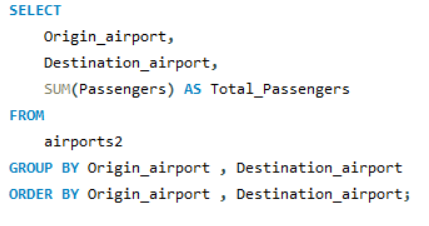 SELECT
Origin_airport,
Destination_airport,
SUM(Passengers) AS Total_Passengers
FROM
airports2
GROUP BY Origin_airport , Destination_airport
ORDER BY Origin_airport , Destination_airport;